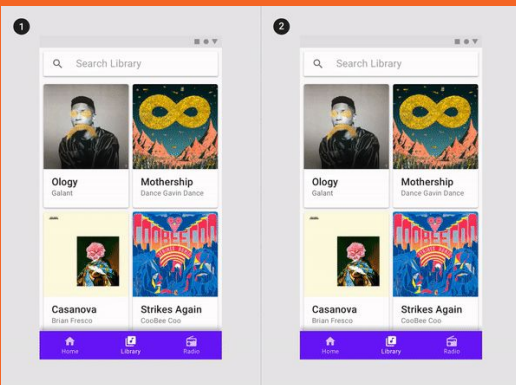 1
Search Library
Ology
Galant
Mothership
Dance Gavin Dance
Casanova
Brian Fresco
Strikes Again
CooBee Coo
Home
Library
Radio
2
Search Library
Ology
Galant
Mothership
Dance Gavin Dance
Casanova
Brian Fresco
Strikes Again
CooBee Coo
Home
Library
Radio